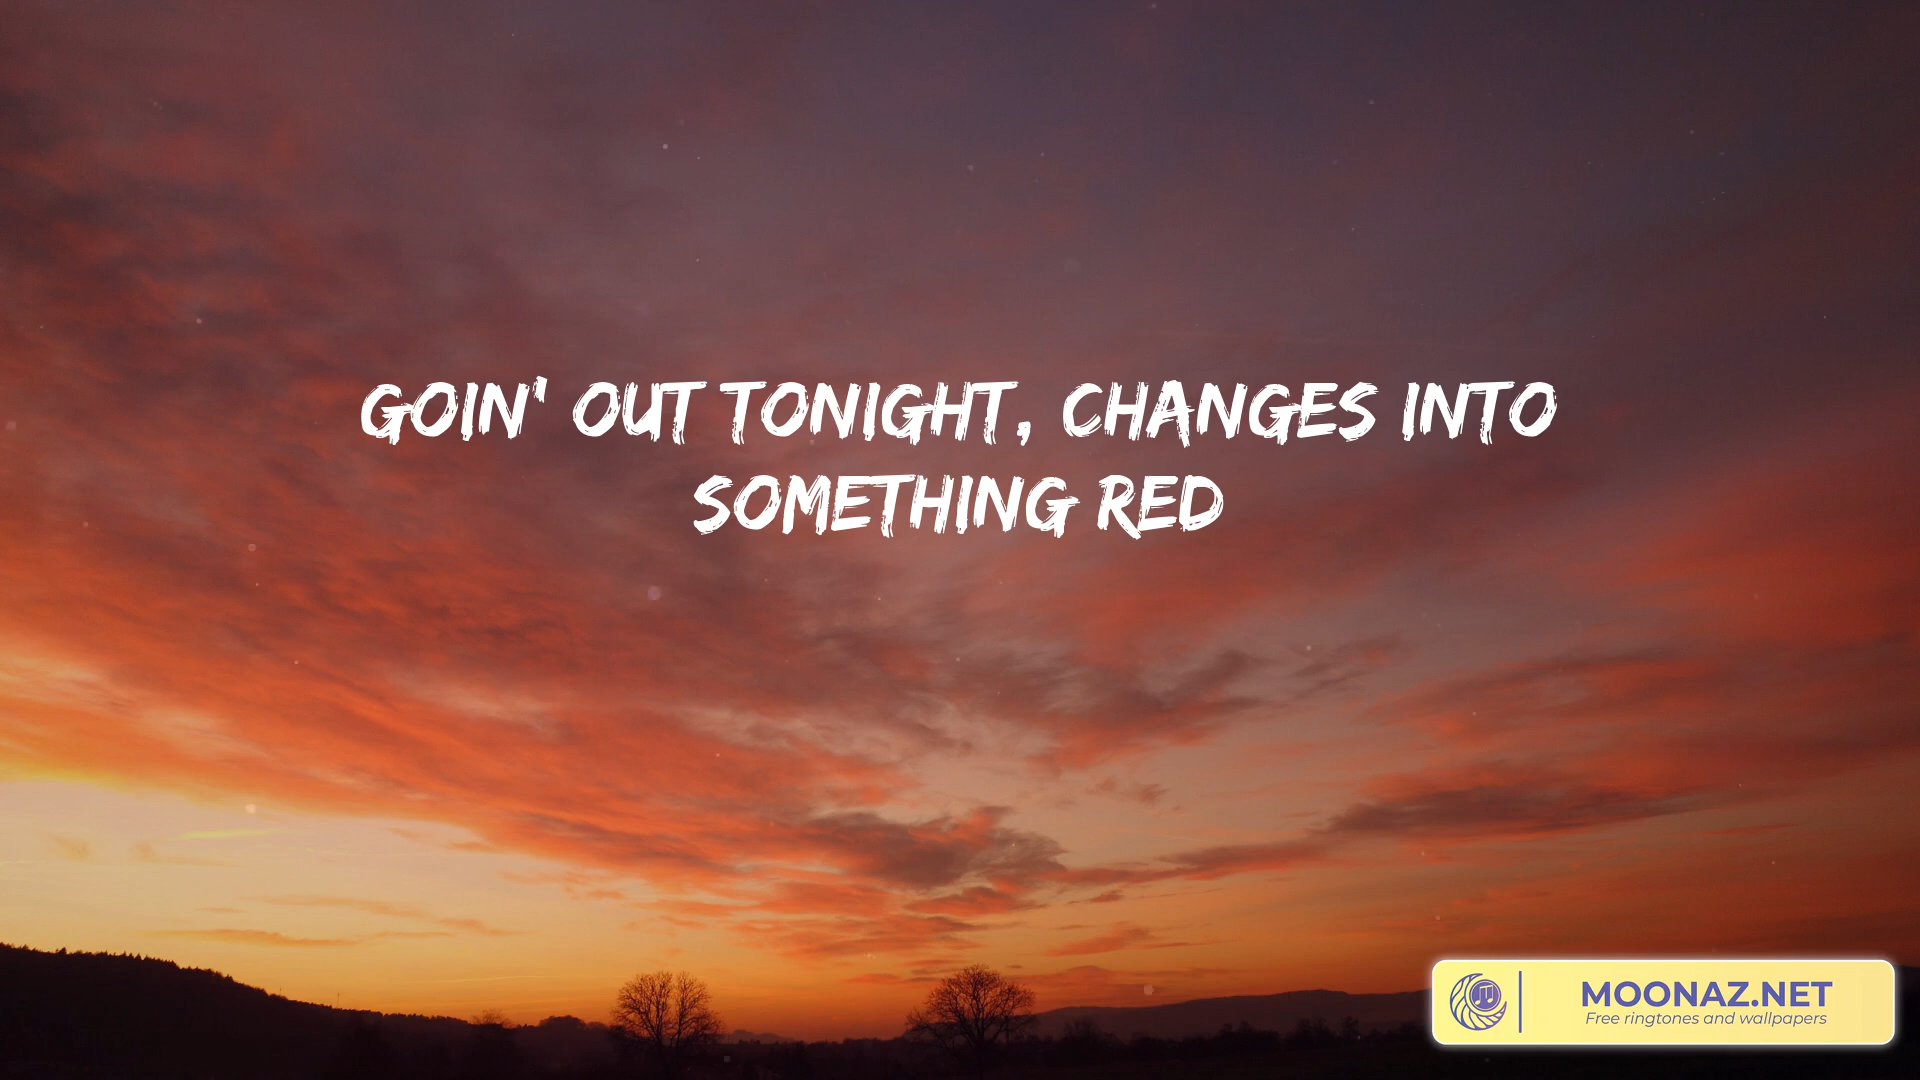 GOIN' OUT TONIGHT, CHANGES INTO
SOMETHING RED
MOONAZ.NET
Free ringtones and wallpapers